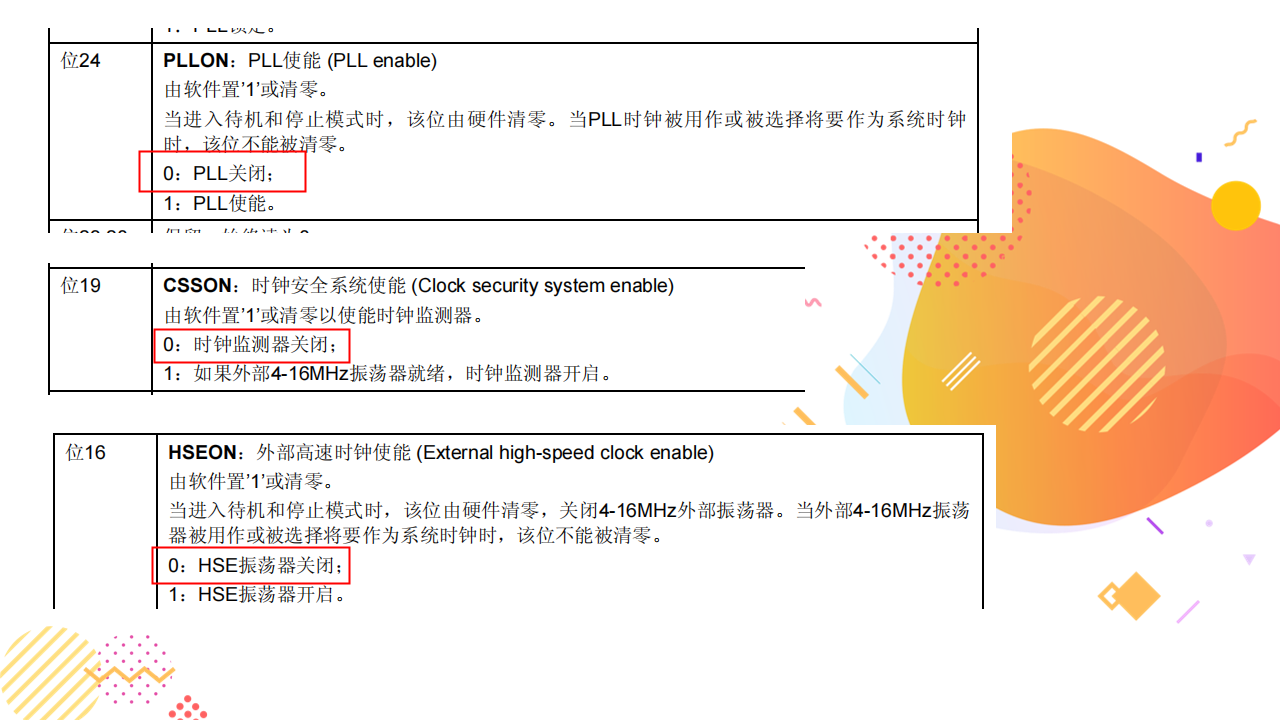 1：PLL锁定。
位24
PLLON：PLL使能 (PLL enable)
由软件置’1’或清零。
当进入待机和停止模式时，该位由硬件清零。当PLL时钟被用作或被选择将要作为系统时钟
时，该位不能被清零。
0：PLL关闭；
1：PLL使能。
位19
CSSON：时钟安全系统使能 (Clock security system enable)
由软件置’1’或清零以使能时钟监测器。
0：时钟监测器关闭；
1：如果外部4-16MHz振荡器就绪，时钟监测器开启。
位16
HSEON：外部高速时钟使能 (External high-speed clock enable)
由软件置’1’或清零。
当进入待机和停止模式时，该位由硬件清零，关闭4-16MHz外部振荡器。当外部4-16MHz振荡
器被用作或被选择将要作为系统时钟时，该位不能被清零。
0：HSE振荡器关闭；
1：HSE振荡器开启。